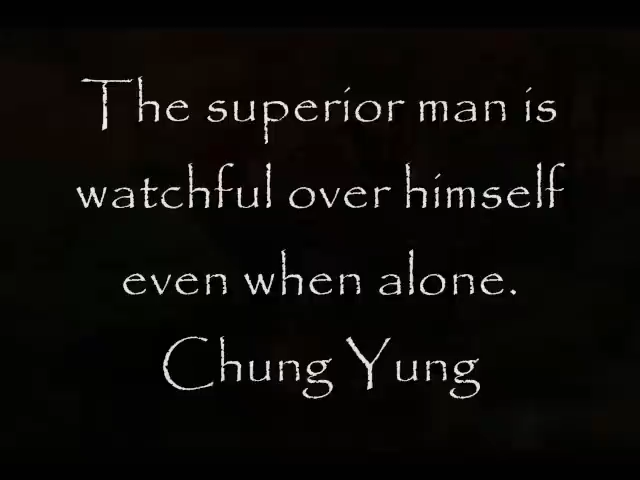 The superior man is
watchful over himself
even when alone.
Chung Yung